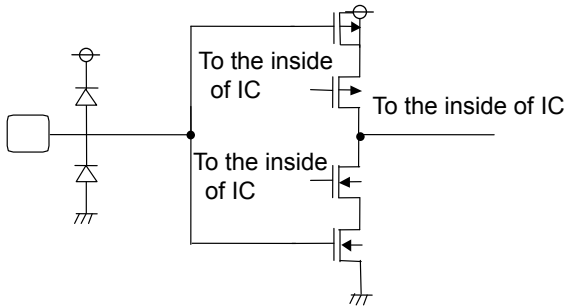 To the inside
of IC
To the inside of IC
To the inside
of IC